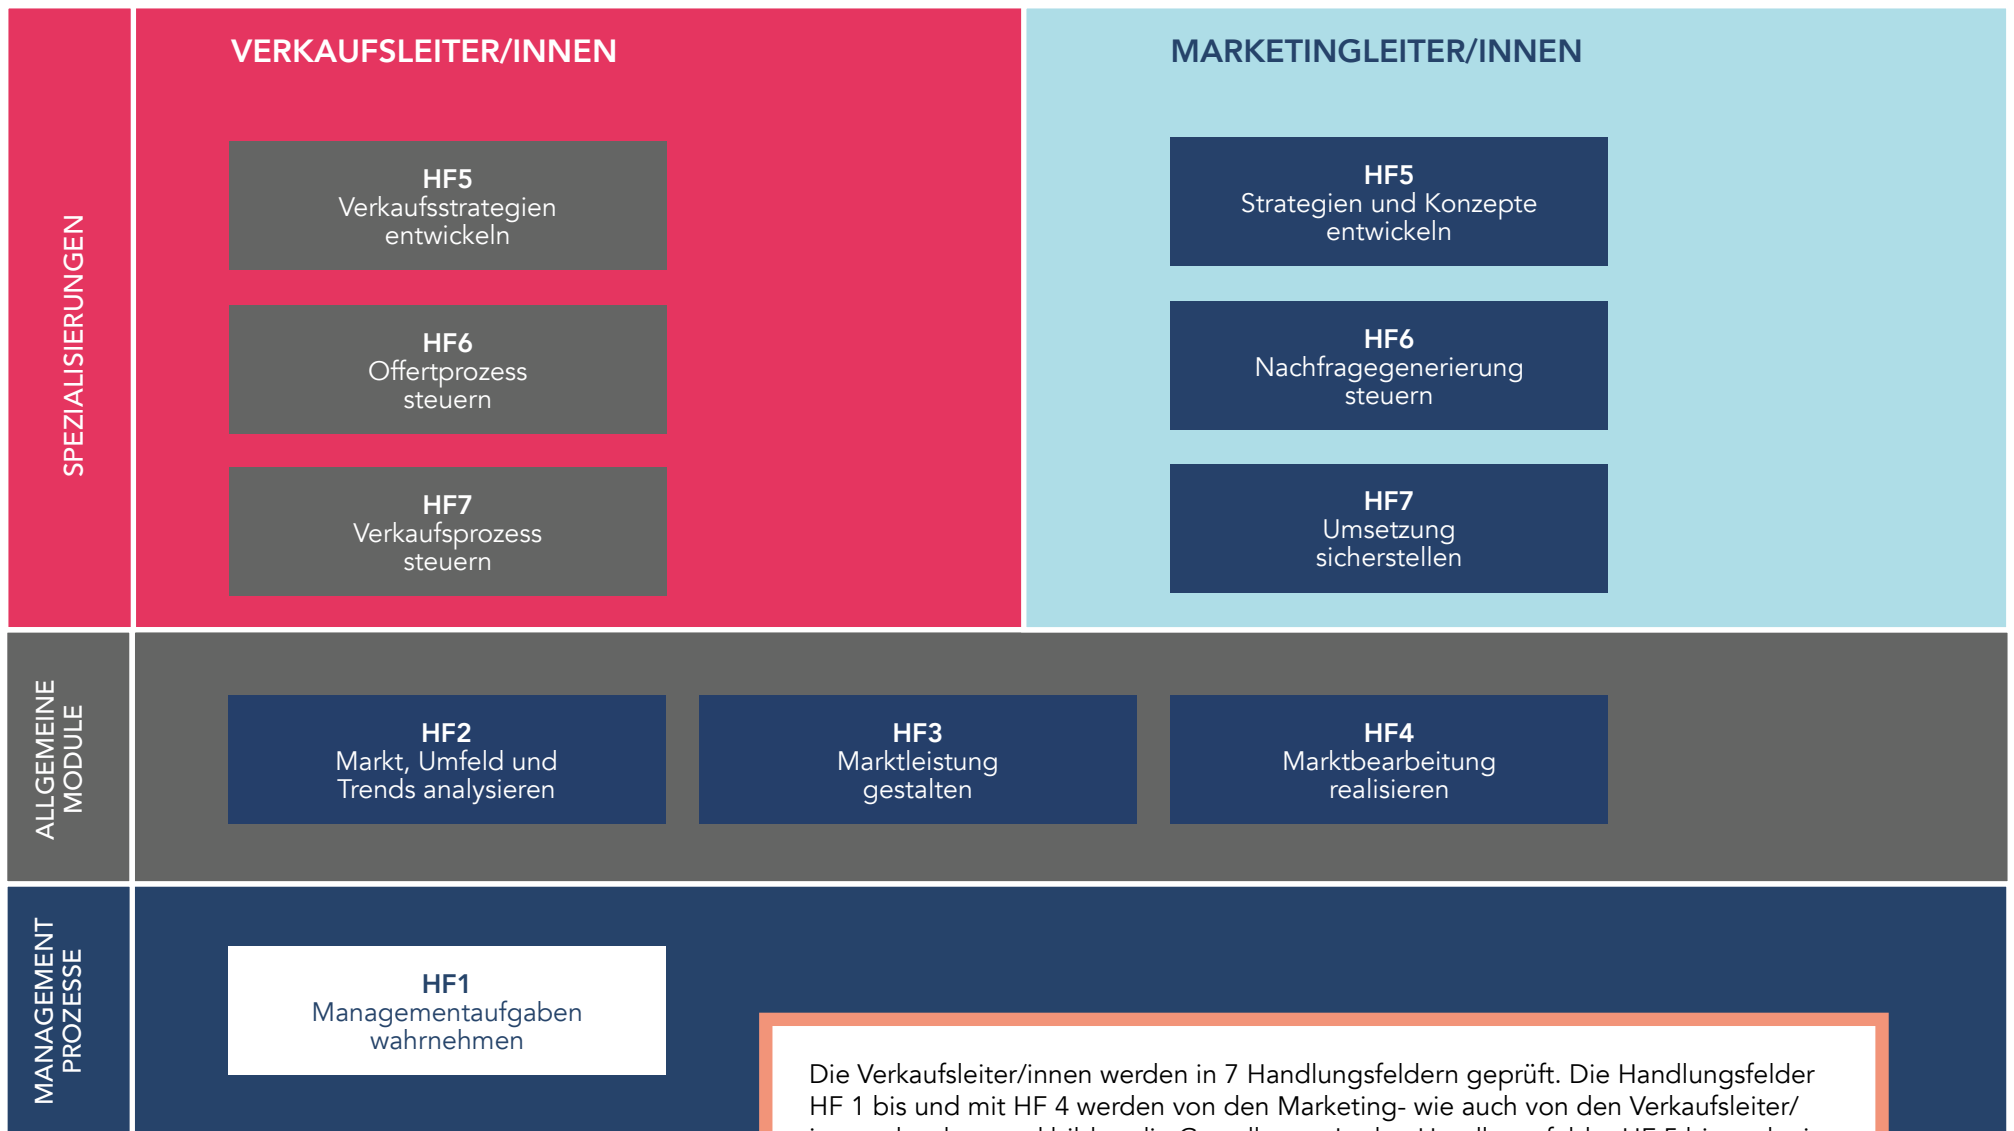 SPEZIALISIERUNGEN
VERKAUFSLEITER/INNEN
HF5
Verkaufsstrategien
entwickeln
HF6
Offertprozess
steuern
HF7
Verkaufsprozess
steuern
MARKETINGLEITER/INNEN
HF5
Strategien und Konzepte
entwickeln
HF6
Nachfragegenerierung
steuern
HF7
Umsetzung
sicherstellen
ALLGEMEINE
MODULE
HF2
Markt, Umfeld und
Trends analysieren
HF3
Marktleistung
gestalten
HF4
Marktbearbeitung
realisieren
MANAGEMENT
PROZESSE
HF1
Managementaufgaben
wahrnehmen
Die Verkaufsleiter/innen werden in 7 Handlungsfeldern geprüft. Die Handlungsfelder
HF 1 bis und mit HF 4 werden von den Marketing- wie auch von den Verkaufsleiter/